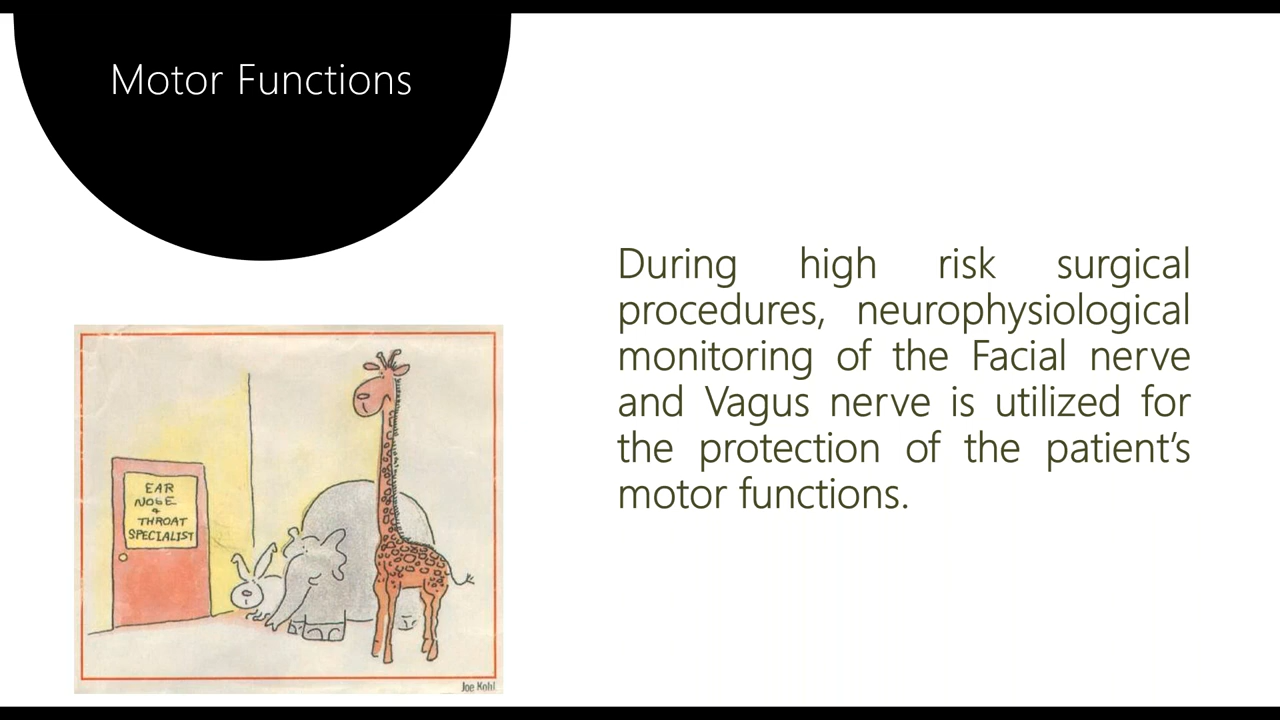 Motor Functions
During high risk surgical
procedures, neurophysiological
monitoring of the Facial nerve
and Vagus nerve is utilized for
the protection of the patient's
motor functions.
EAR
NOSE
&
THROAT
SPECIALIST
Joe Kohl